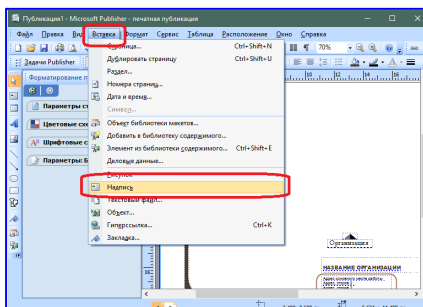 Публикация1 - Microsoft Publisher - печатная публикация
Файл Правка Вид Вставка Формат Сервис Таблица Расположение Окно Справка
Страница... Ctrl+Shift+N
70%
Задачи Publisher
Дублировать страницу Ctrl+Shift+U
Раздел...
Форматирование
Номера страниц...
Дата и время...
Параметры
Символ...
Цветовые
Объект библиотеки макетов...
Добавить в библиотеку содержимого...
Шрифтовые
Элемент из библиотеки содержимого... Ctrl+Shift+E
Параметры:
Деловые данные...
Рисунок
Надпись
Текстовый файл...
Объект...
Гиперссылка... Ctrl+K
Закладка...
Организация
НАЗВАНИЕ ОРГАНИЗАЦИИ